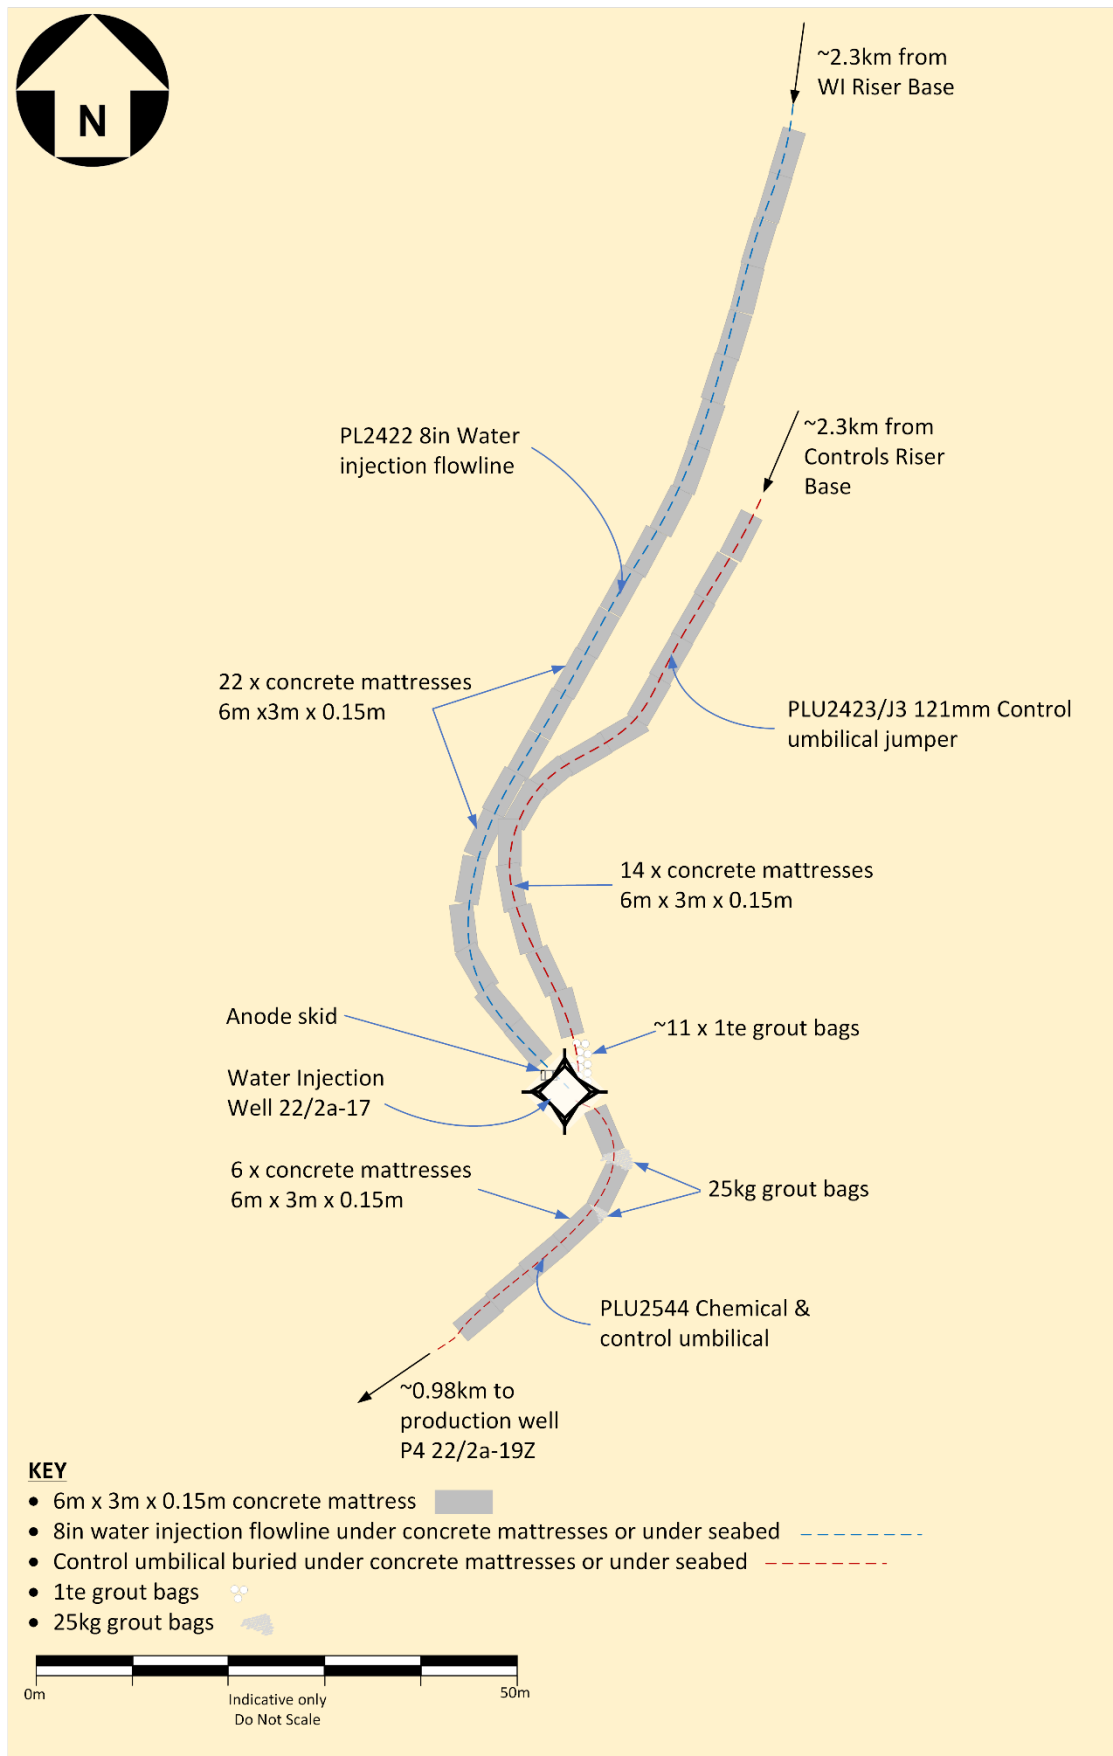 N
~2.3km from
WI Riser Base
PL2422 8in Water
injection flowline
~2.3km from
Controls Riser
Base
22 x concrete mattresses
6m x3m x 0.15m
PLU2423/J3 121mm Control
umbilical jumper
14 x concrete mattresses
6m x 3m x 0.15m
Anode skid
~11 x 1te grout bags
Water Injection
Well 22/2a-17
6 x concrete mattresses
6m x 3m x 0.15m
25kg grout bags
PLU2544 Chemical &
control umbilical
~0.98km to
production well
P4 22/2a-19Z
KEY
• 6m x 3m x 0.15m concrete mattress
• 8in water injection flowline under concrete mattresses or under seabed
• Control umbilical buried under concrete mattresses or under seabed
• 1te grout bags
• 25kg grout bags
0m
50m
Indicative only
Do Not Scale